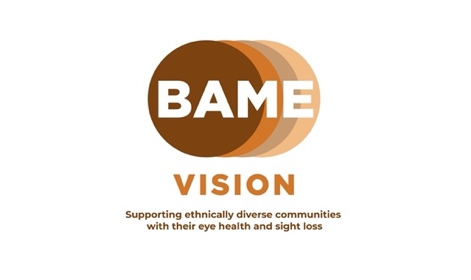 BAME
VISION
Supporting ethnically diverse communities
with their eye health and sight loss